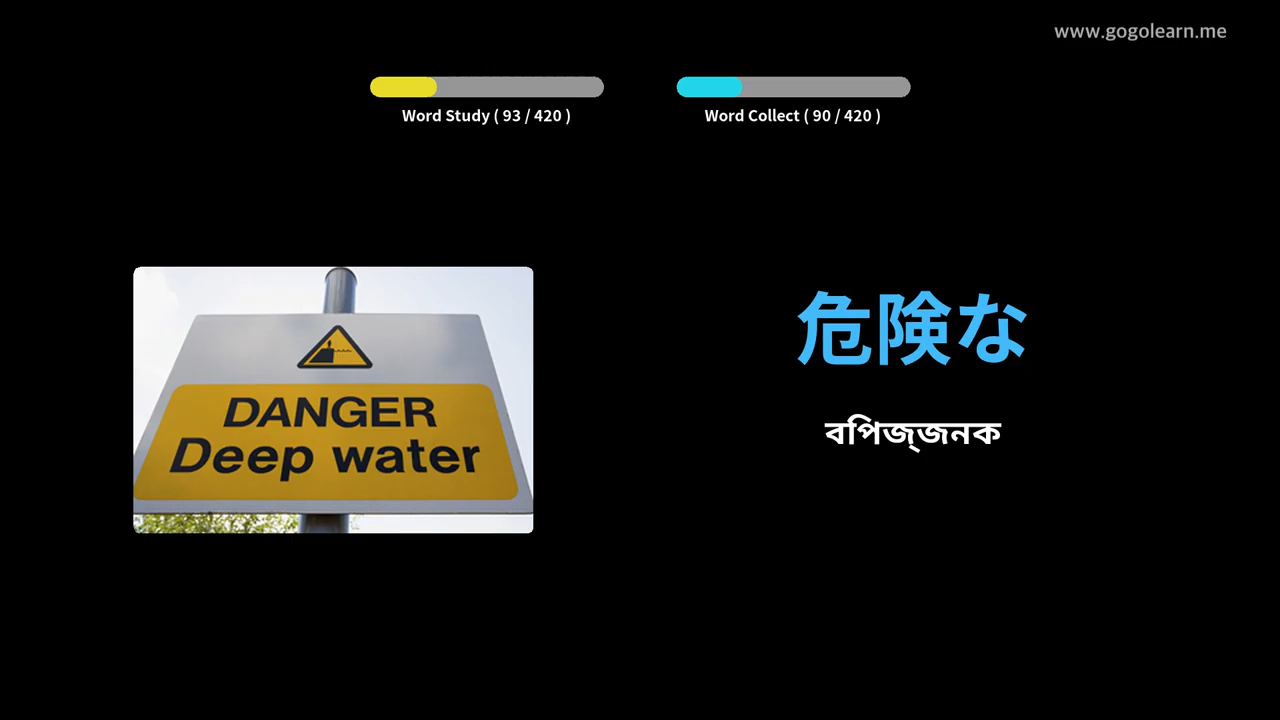 www.gogolearn.me
Word Study ( 93 / 420 )
Word Collect ( 90 / 420 )
DANGER
Deep water
危険な
বপিজ্জনক